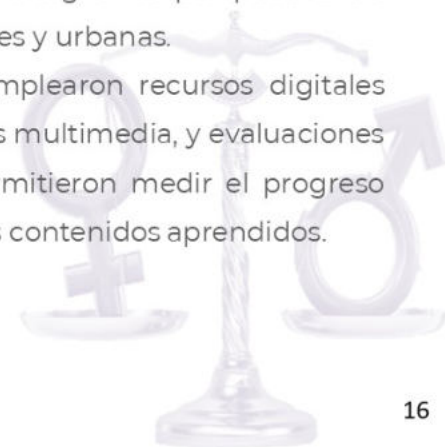 es y urbanas.
mplearon recursos digitales
s multimedia, y evaluaciones
mitieron medir el progreso
s contenidos aprendidos.
16